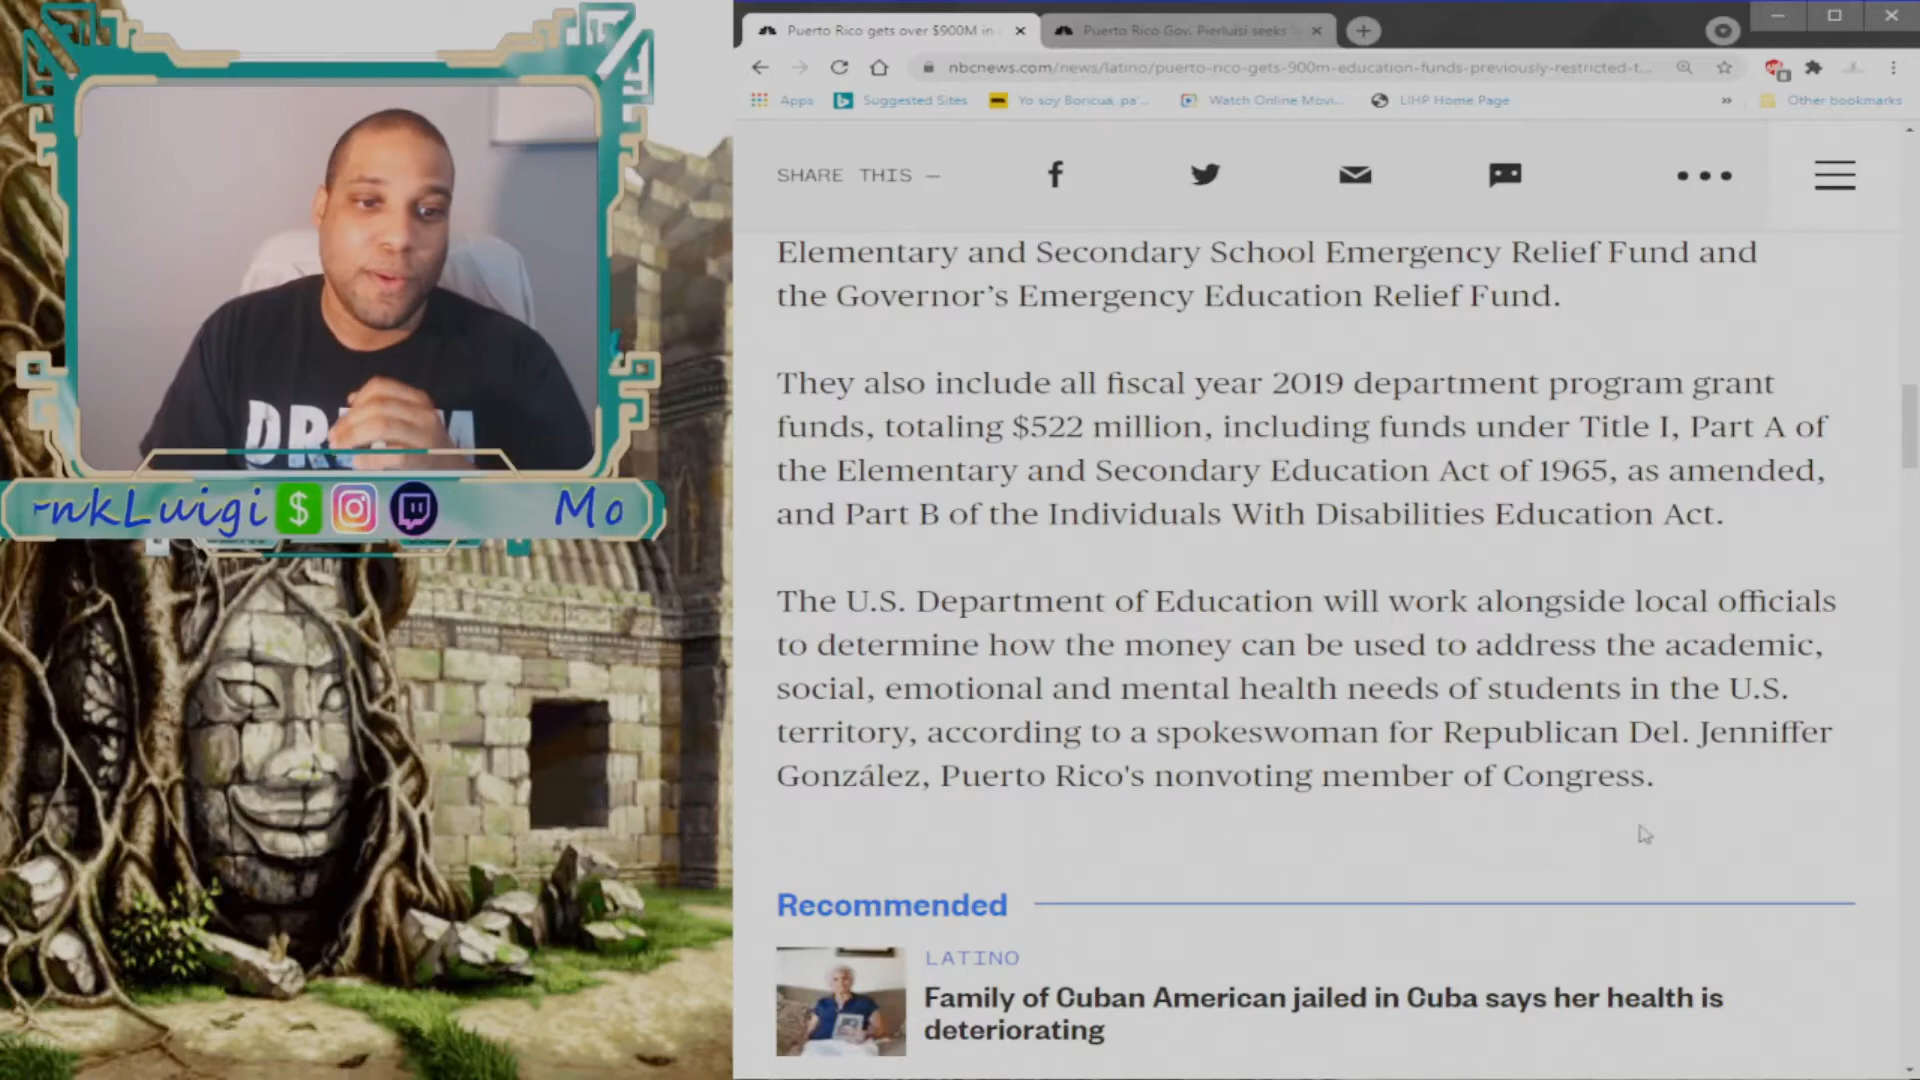 Puerto Rico gets over $900M in
Puerto Rico Gov. Pierluisi seeks
nbcnews.com/news/latino/puerto-rico-gets-900m-education-funds-previously-restricted-t...
Apps
Suggested Sites
Yo soy Boricua, pa'...
Watch Online Movi...
LIHP Home Page
»
Other bookmarks
SHARE THIS —
Elementary and Secondary School Emergency Relief Fund and
the Governor’s Emergency Education Relief Fund.
They also include all fiscal year 2019 department program grant
funds, totaling $522 million, including funds under Title I, Part A of
the Elementary and Secondary Education Act of 1965, as amended,
and Part B of the Individuals With Disabilities Education Act.
The U.S. Department of Education will work alongside local officials
to determine how the money can be used to address the academic,
social, emotional and mental health needs of students in the U.S.
territory, according to a spokeswoman for Republican Del. Jenniffer
González, Puerto Rico's nonvoting member of Congress.
Recommended
LATINO
Family of Cuban American jailed in Cuba says her health is
deteriorating
nkLuigi $ Mo